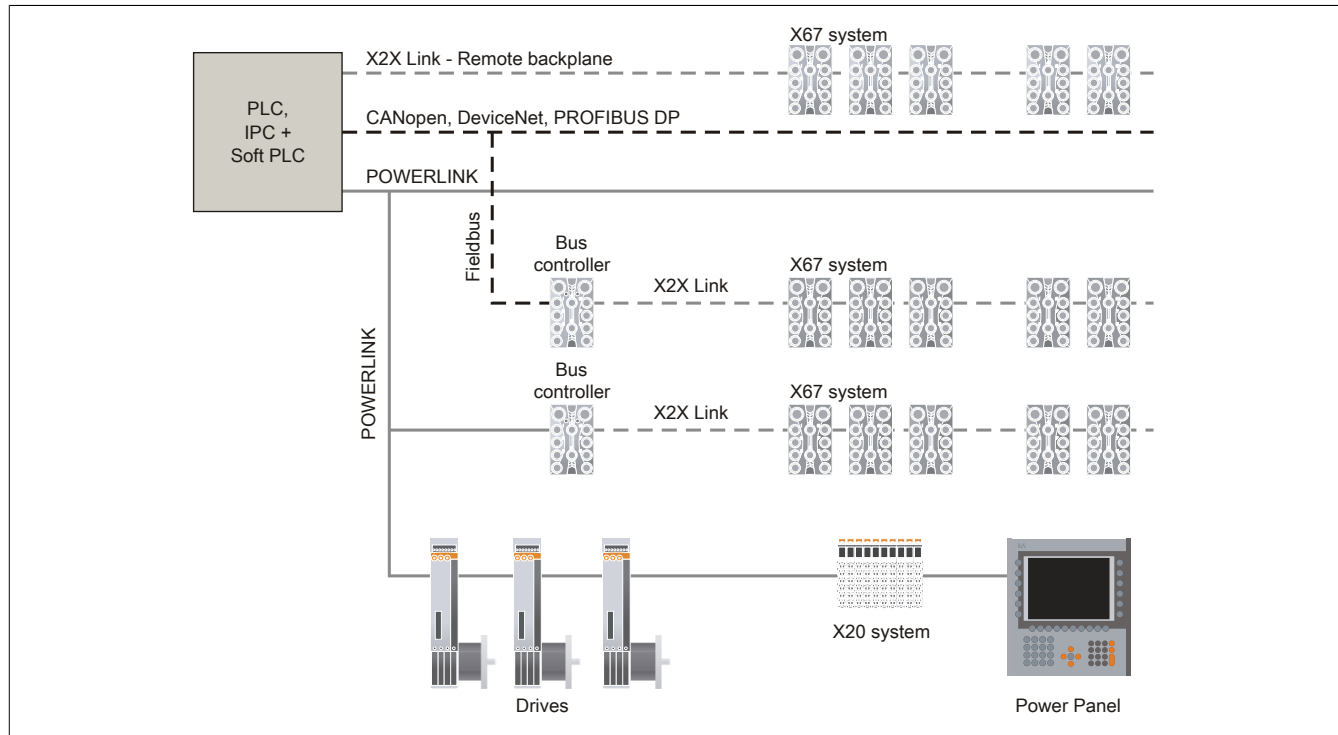 X67 system
X2X Link - Remote backplane
PLC,
IPC +
Soft PLC
CANopen, DeviceNet, PROFIBUS DP
POWERLINK
Fieldbus
Bus
controller
X2X Link
X67 system
POWERLINK
Bus
controller
X2X Link
X67 system
X20 system
Drives
Power Panel